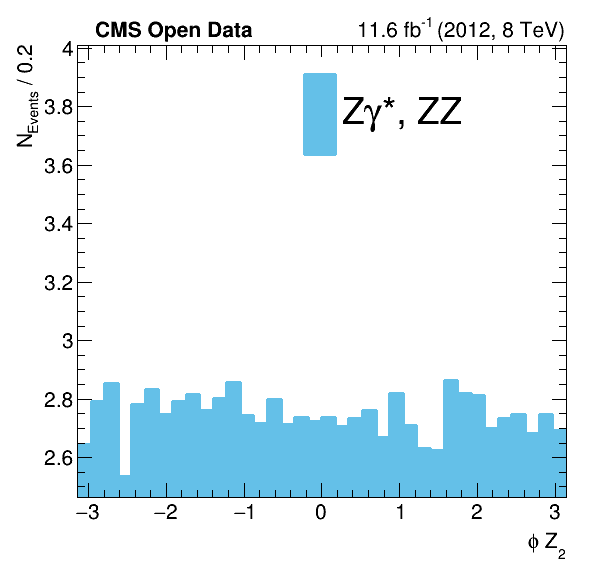 CMS Open Data 11.6 fb⁻¹ (2012, 8 TeV)
N_Events / 0.2
4
3.8
Zγ*, ZZ
3.6
3.4
3.2
3
2.8
2.6
−3 −2 −1 0 1 2 3
ϕ Z₂